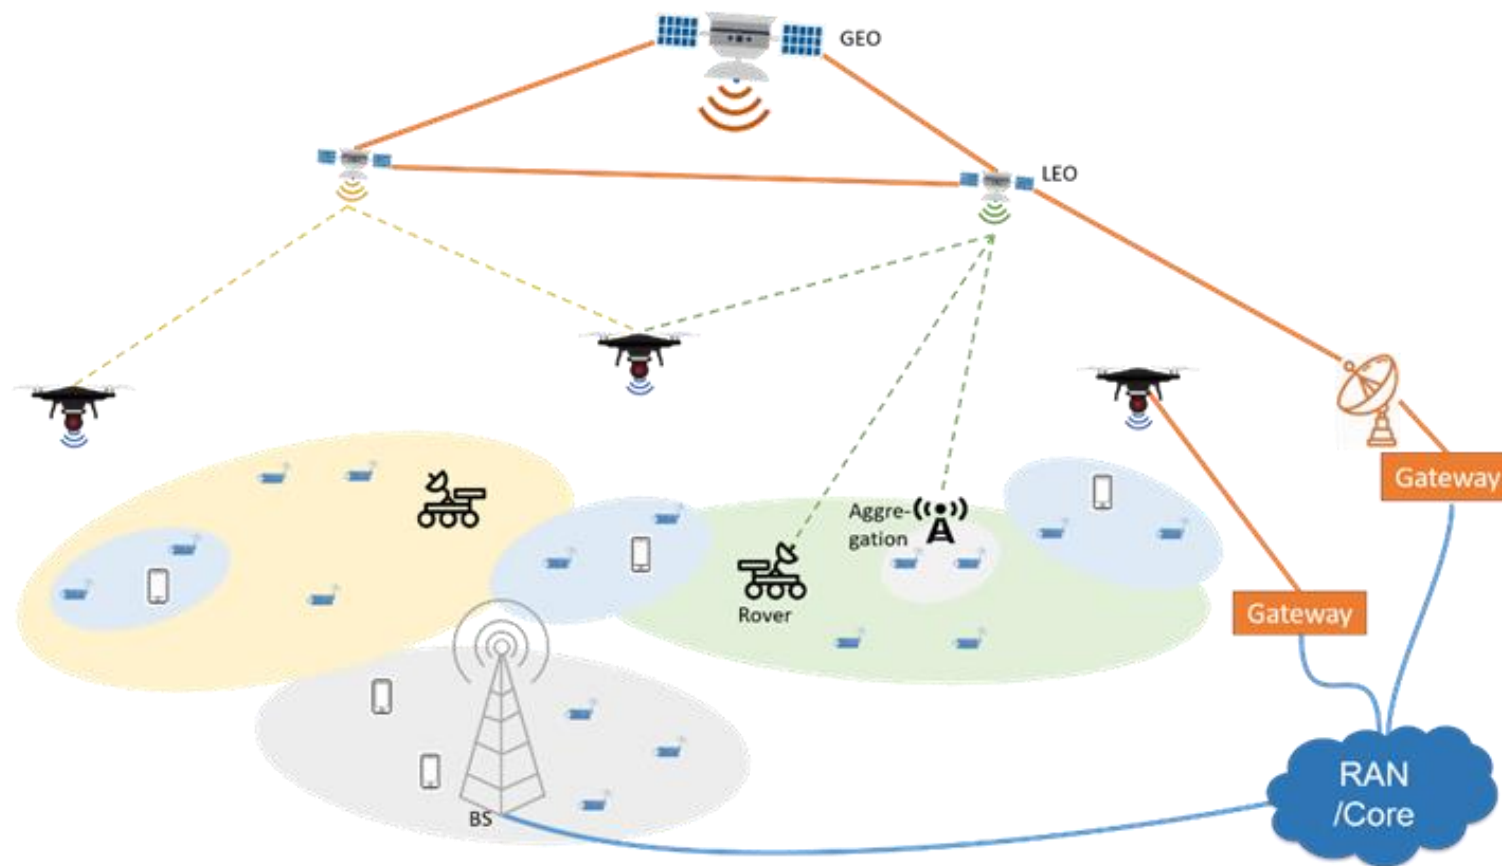 GEO
LEO
Gateway
Aggre-
gation
Rover
Gateway
BS
RAN
/Core